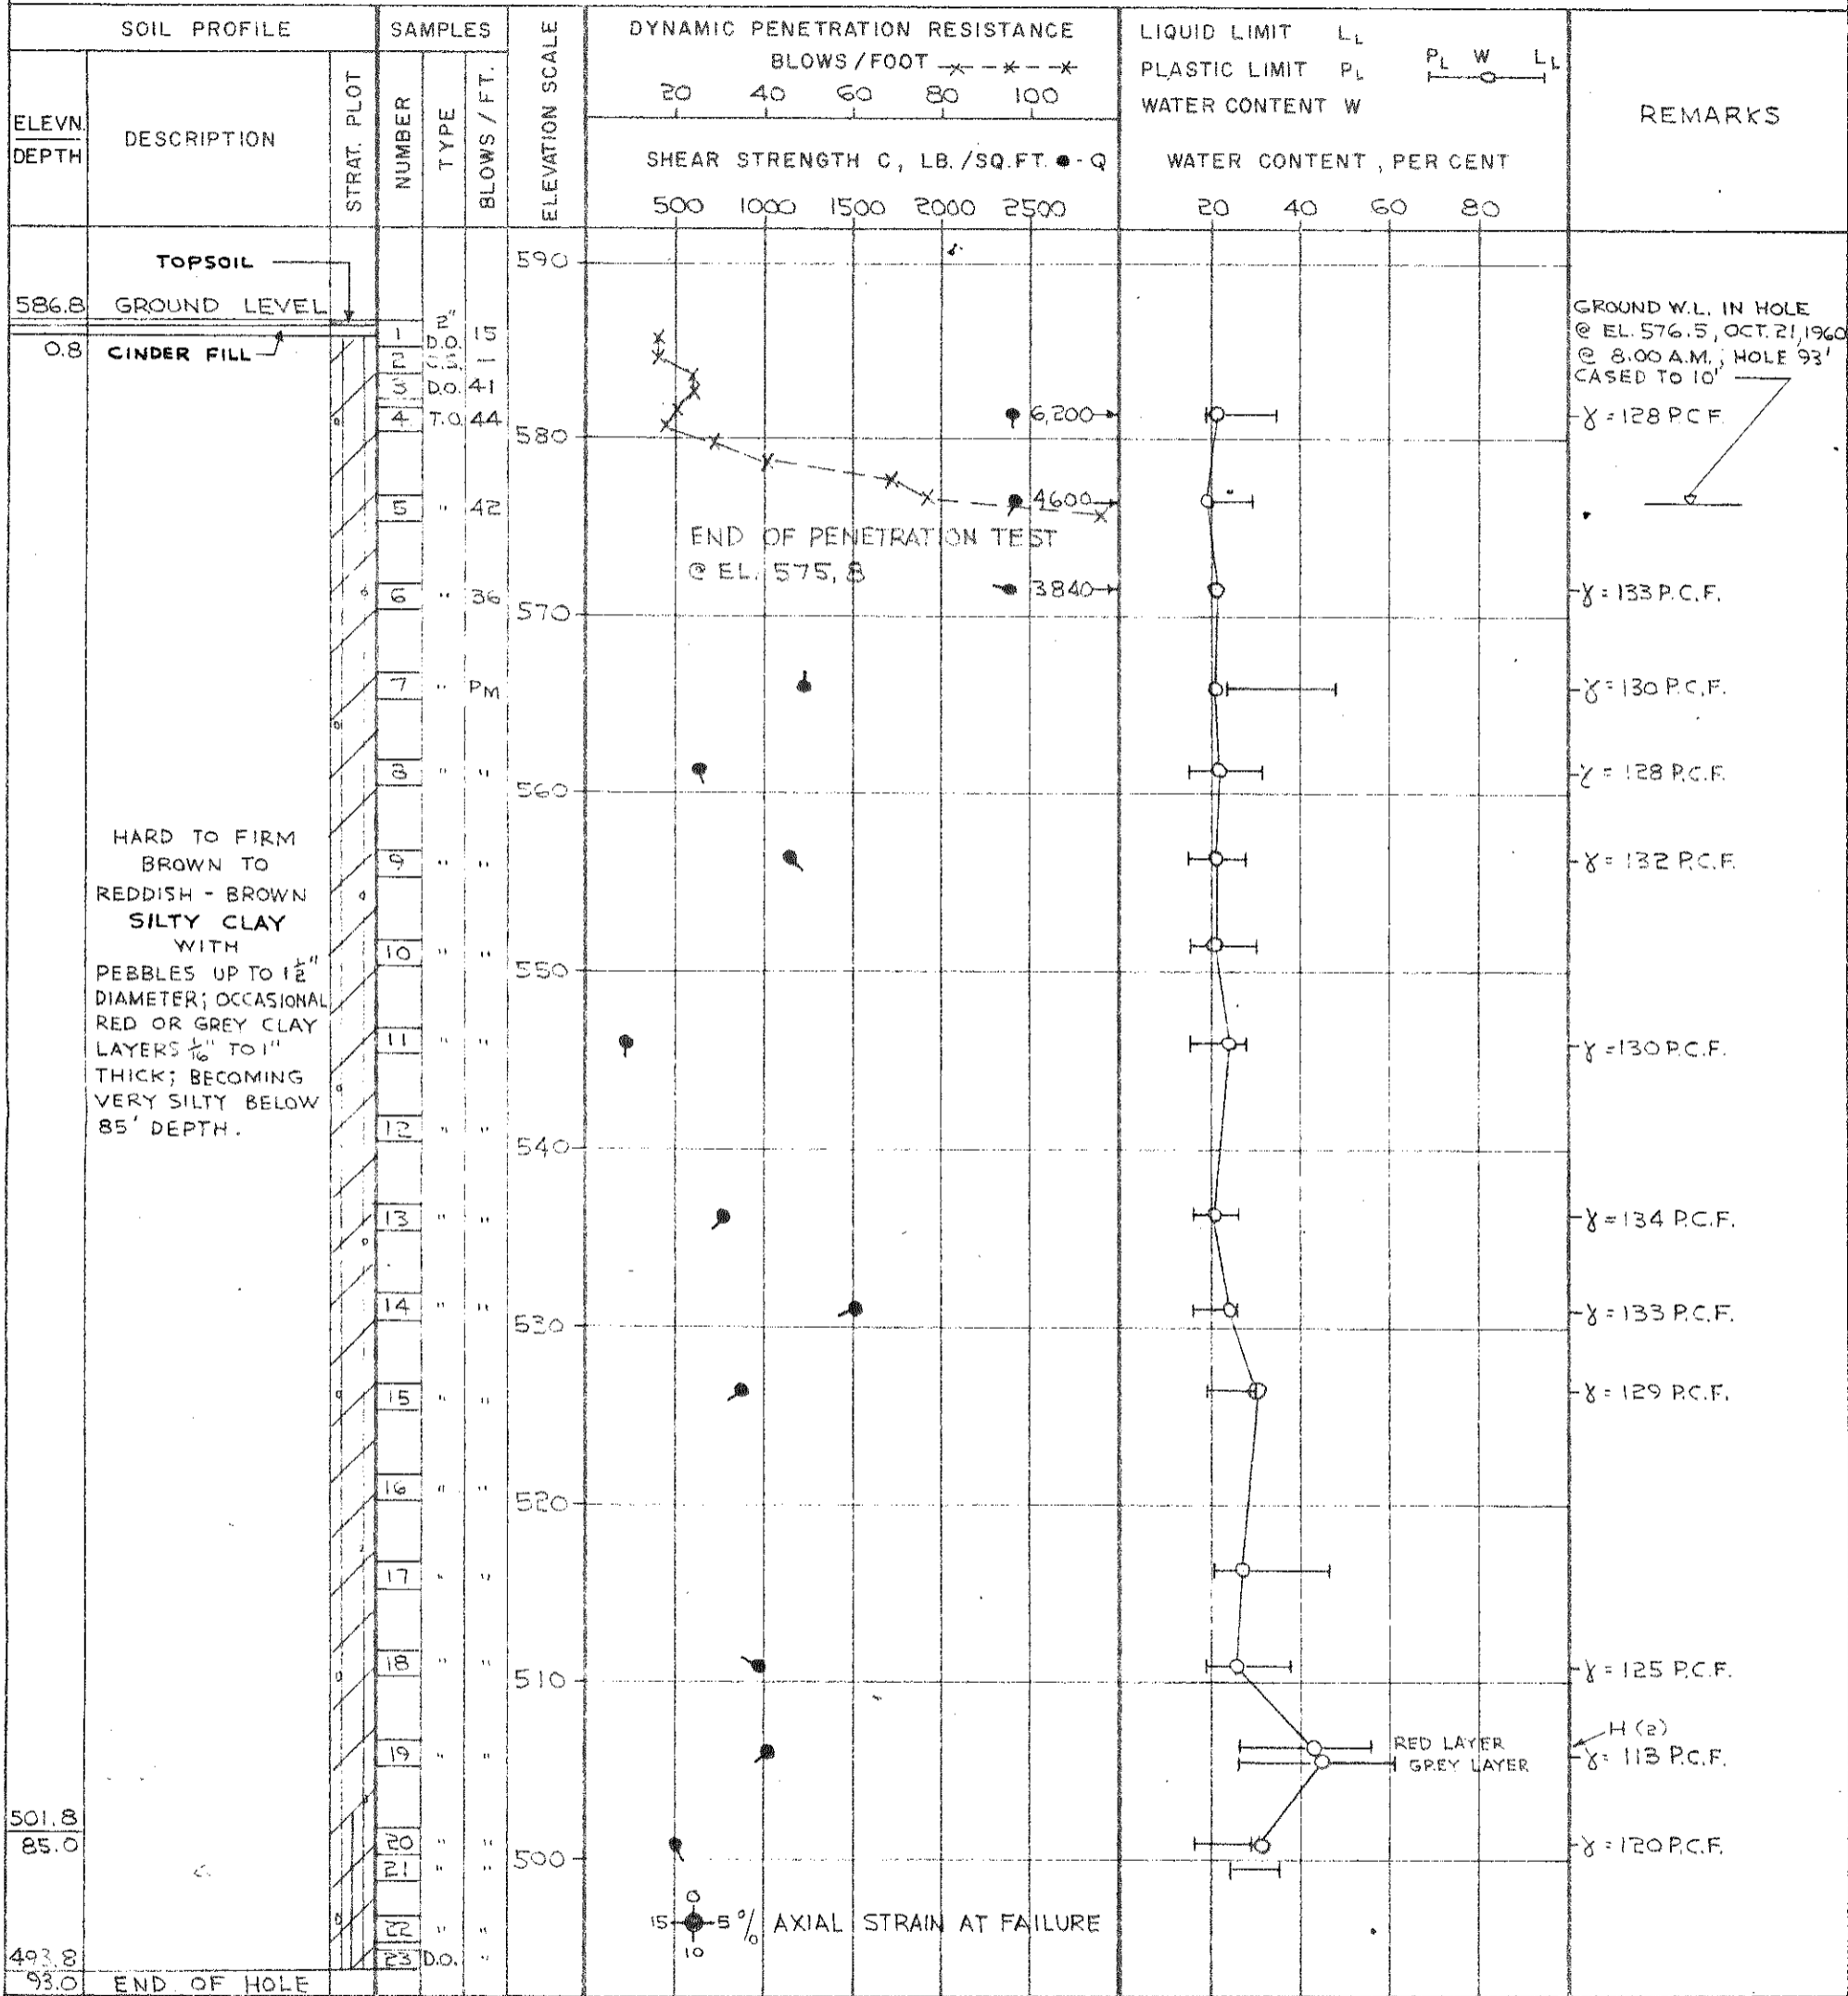 SOIL PROFILE
SAMPLES
ELEVATION SCALE
DYNAMIC PENETRATION RESISTANCE
BLOWS/FOOT
20 40 60 80 100
SHEAR STRENGTH C, LB./SQ.FT. - Q
500 1000 1500 2000 2500
LIQUID LIMIT LL
PLASTIC LIMIT PL
WATER CONTENT W
PL W LL
WATER CONTENT, PER CENT
20 40 60 80
REMARKS
ELEVN.
DEPTH
DESCRIPTION
STRAT. PLOT
NUMBER
TYPE
BLOWS / FT.
TOPSOIL
586.8 GROUND LEVEL
0.8 CINDER FILL
HARD TO FIRM
BROWN TO
REDDISH - BROWN
SILTY CLAY
WITH
PEBBLES UP TO 1½"
DIAMETER; OCCASIONAL
RED OR GREY CLAY
LAYERS 1/16" TO 1"
THICK; BECOMING
VERY SILTY BELOW
85' DEPTH.
501.8
85.0
493.8
93.0 END OF HOLE
1 2" D.O. 15
2
3 D.O. 41
4 T.O. 44
5 " 42
6 " 36
7 " PM
8 " "
9 " "
10 " "
11 " "
12 " "
13 " "
14 " "
15 " "
16 " "
17 " "
18 " "
19 " "
20 " "
21 " "
22 " "
23 D.O. "
590
580
570
560
550
540
530
520
510
500
6,200
4600
END OF PENETRATION TEST
@ EL. 575,8
3840
0
15 5 % AXIAL STRAIN AT FAILURE
10
RED LAYER
GREY LAYER
GROUND W.L. IN HOLE
@ EL. 576.5, OCT. 21, 1960
@ 8.00 A.M., HOLE 93'
CASED TO 10'
γ = 128 P.C.F.
γ = 133 P.C.F.
γ = 130 P.C.F.
γ = 128 P.C.F.
γ = 132 P.C.F.
γ = 130 P.C.F.
γ = 134 P.C.F.
γ = 133 P.C.F.
γ = 129 P.C.F.
γ = 125 P.C.F.
H (2)
γ = 113 P.C.F.
γ = 120 P.C.F.